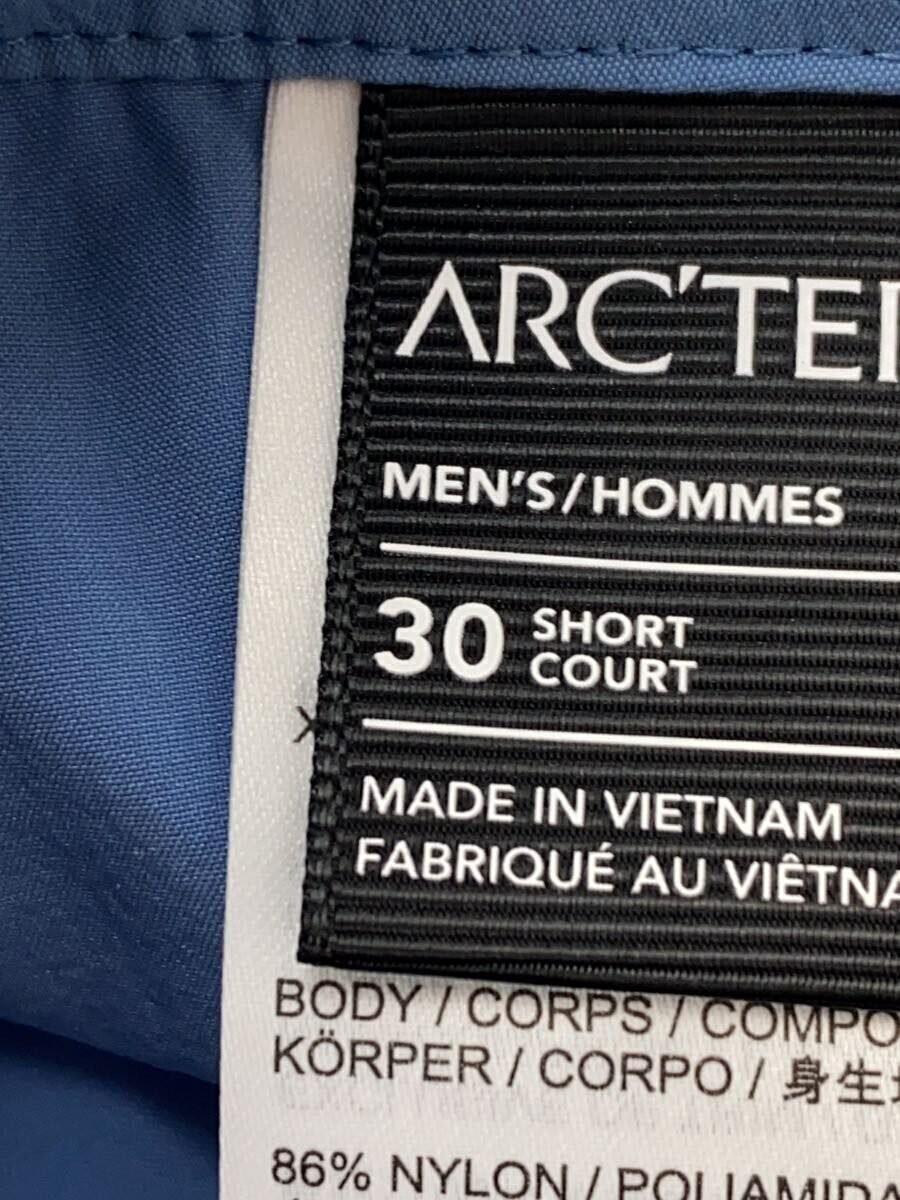 ARC'TE
MEN'S/HOMMES
30 SHORT
COURT
MADE IN VIETNAM
FABRIQUÉ AU VIÊTNA
BODY / CORPS / COMPO
KÖRPER / CORPO / 身生
86% NYLON / POLIAMIDA